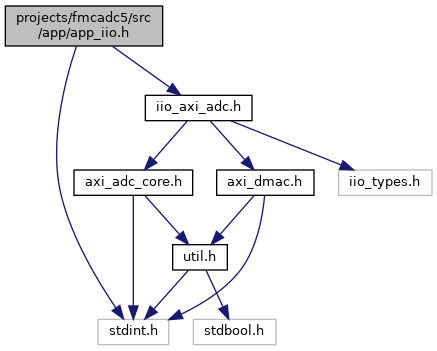 projects/fmcadc5/src
/app/app_iio.h
iio_axi_adc.h
axi_adc_core.h
axi_dmac.h
iio_types.h
util.h
stdint.h
stdbool.h